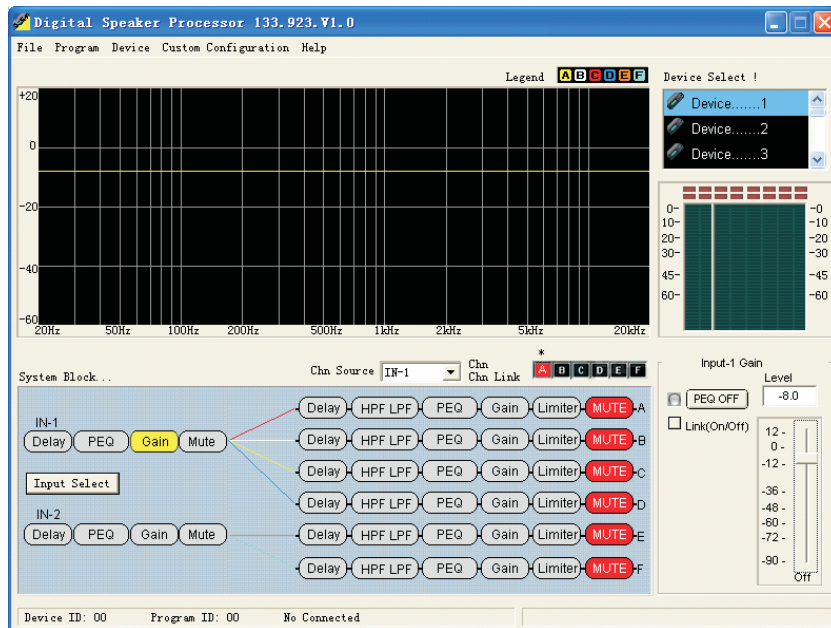 Digital Speaker Processor 133.923.V1.0
File Program Device Custom Configuration Help
Legend A B C D E F
Device Select !
+20
0
-20
-40
-60
20Hz 50Hz 100Hz 200Hz 500Hz 1kHz 2kHz 5kHz 20kHz
Device.......1
Device.......2
Device.......3
0- -0
10- -10
20- -20
30- -30
45- -45
60- -60
System Block...
Chn Source IN-1 Chn
Chn Link
*
A B C D E F
IN-1
Delay PEQ Gain Mute
Input Select
IN-2
Delay PEQ Gain Mute
Delay HPF LPF PEQ Gain Limiter MUTE A
Delay HPF LPF PEQ Gain Limiter MUTE B
Delay HPF LPF PEQ Gain Limiter MUTE C
Delay HPF LPF PEQ Gain Limiter MUTE D
Delay HPF LPF PEQ Gain Limiter MUTE E
Delay HPF LPF PEQ Gain Limiter MUTE F
Input-1 Gain
Level
PEQ OFF -8.0
Link(On/Off)
12 -
0 -
-12 -
-36 -
-48 -
-60 -
-72 -
-90 -
Off
Device ID: 00 Program ID: 00 No Connected